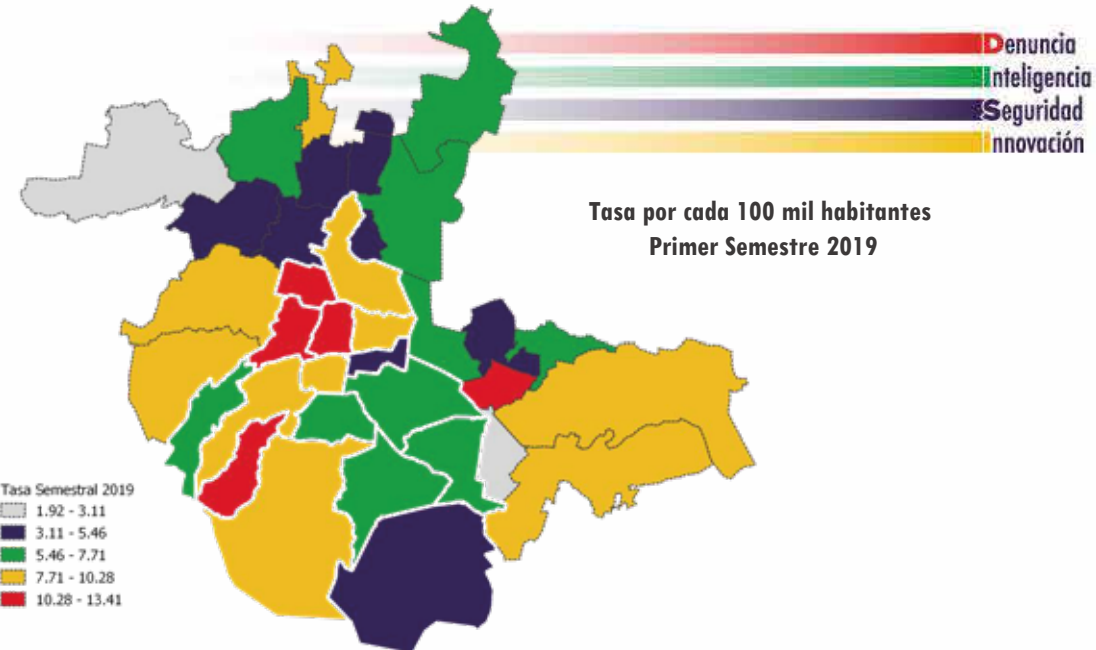 Denuncia
Inteligencia
Seguridad
Innovación
Tasa por cada 100 mil habitantes
Primer Semestre 2019
Tasa Semestral 2019
1.92 - 3.11
3.11 - 5.46
5.46 - 7.71
7.71 - 10.28
10.28 - 13.41